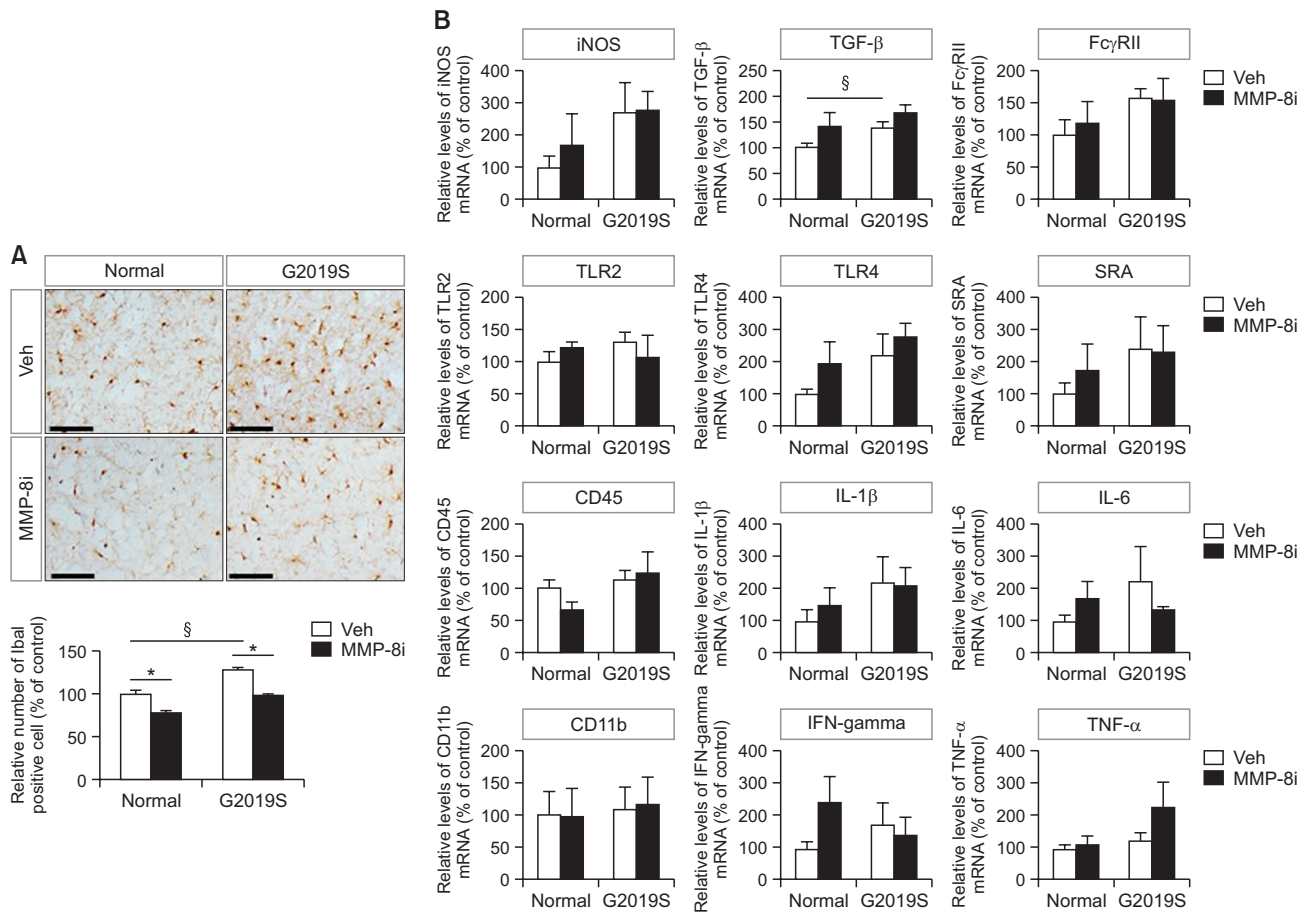 A
Normal
G2019S
Veh
MMP-8i
Relative number of Ibal
positive cell (% of control)
150
100
50
0
§
*
*
Normal
G2019S
Veh
MMP-8i
B
iNOS
Relative levels of iNOS
mRNA (% of control)
400
300
200
100
0
Normal
G2019S
TGF-β
Relative levels of TGF-β
mRNA (% of control)
250
200
150
100
50
0
§
Normal
G2019S
FcγRII
Relative levels of FcγRII
mRNA (% of control)
200
150
100
50
0
Normal
G2019S
Veh
MMP-8i
TLR2
Relative levels of TLR2
mRNA (% of control)
200
150
100
50
0
Normal
G2019S
TLR4
Relative levels of TLR4
mRNA (% of control)
400
300
200
100
0
Normal
G2019S
SRA
Relative levels of SRA
mRNA (% of control)
400
300
200
100
0
Normal
G2019S
Veh
MMP-8i
CD45
Relative levels of CD45
mRNA (% of control)
200
150
100
50
0
Normal
G2019S
IL-1β
Relative levels of IL-1β
mRNA (% of control)
400
300
200
100
0
Normal
G2019S
IL-6
Relative levels of IL-6
mRNA (% of control)
400
300
200
100
0
Normal
G2019S
Veh
MMP-8i
CD11b
Relative levels of CD11b
mRNA (% of control)
200
150
100
50
0
Normal
G2019S
IFN-gamma
Relative levels of IFN-gamma
mRNA (% of control)
400
300
200
100
0
Normal
G2019S
TNF-α
Relative levels of TNF-α
mRNA (% of control)
400
300
200
100
0
Normal
G2019S
Veh
MMP-8i